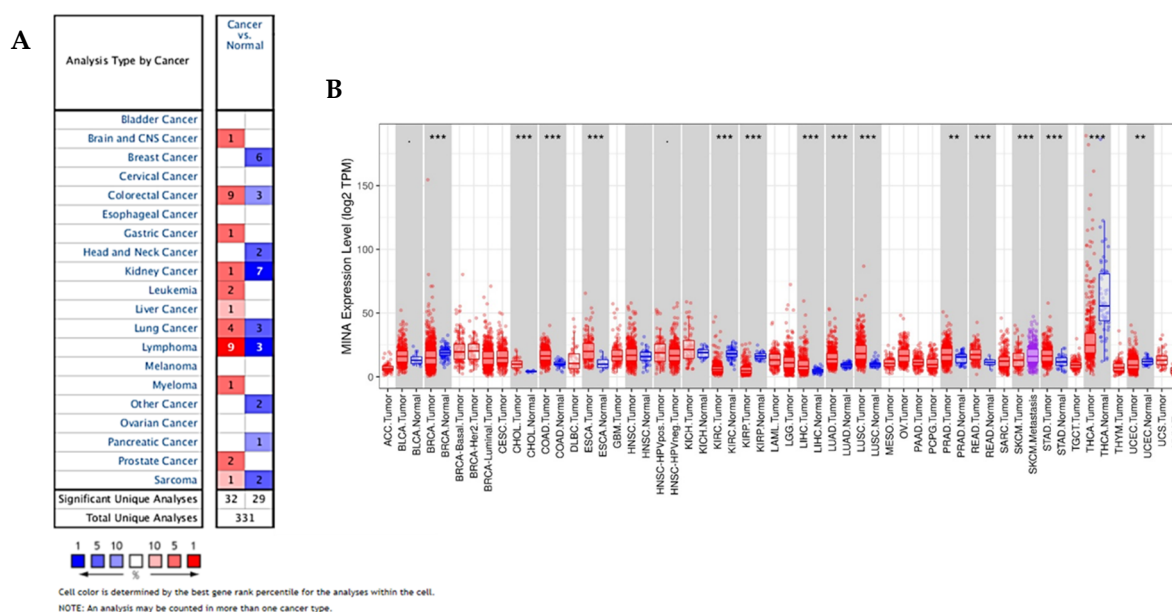 A
Analysis Type by Cancer
Cancer
vs.
Normal
Bladder Cancer
Brain and CNS Cancer 1
Breast Cancer 6
Cervical Cancer
Colorectal Cancer 9 3
Esophageal Cancer
Gastric Cancer 1
Head and Neck Cancer 2
Kidney Cancer 1 7
Leukemia 2
Liver Cancer 1
Lung Cancer 4 3
Lymphoma 9 3
Melanoma
Myeloma 1
Other Cancer 2
Ovarian Cancer
Pancreatic Cancer 1
Prostate Cancer 2
Sarcoma 1 2
Significant Unique Analyses 32 29
Total Unique Analyses 331
1 5 10 10 5 1
%
Cell color is determined by the best gene rank percentile for the analyses within the cell.
NOTE: An analysis may be counted in more than one cancer type.
B
MINA Expression Level (log2 TPM)
150
100
50
0
. *** *** *** *** . *** *** *** *** *** ** *** *** *** *** **
ACC.Tumor
BLCA.Tumor
BLCA.Normal
BRCA.Tumor
BRCA.Normal
BRCA-Basal.Tumor
BRCA-Her2.Tumor
BRCA-Luminal.Tumor
CESC.Tumor
CHOL.Tumor
CHOL.Normal
COAD.Tumor
COAD.Normal
DLBC.Tumor
ESCA.Tumor
ESCA.Normal
GBM.Tumor
HNSC.Tumor
HNSC.Normal
HNSC-HPVpos.Tumor
HNSC-HPVneg.Tumor
KICH.Tumor
KICH.Normal
KIRC.Tumor
KIRC.Normal
KIRP.Tumor
KIRP.Normal
LAML.Tumor
LGG.Tumor
LIHC.Tumor
LIHC.Normal
LUAD.Tumor
LUAD.Normal
LUSC.Tumor
LUSC.Normal
MESO.Tumor
OV.Tumor
PAAD.Tumor
PCPG.Tumor
PRAD.Tumor
PRAD.Normal
READ.Tumor
READ.Normal
SARC.Tumor
SKCM.Tumor
SKCM.Metastasis
STAD.Tumor
STAD.Normal
TGCT.Tumor
THCA.Tumor
THCA.Normal
THYM.Tumor
UCEC.Tumor
UCEC.Normal
UCS.Tumor